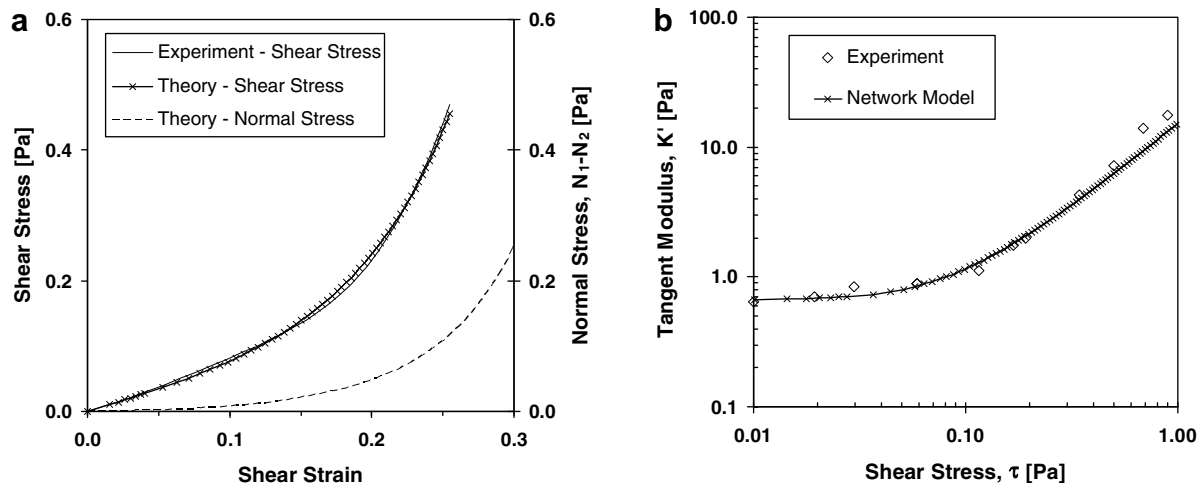 a
0.6
0.4
0.2
0.0
Shear Stress [Pa]
Experiment - Shear Stress
Theory - Shear Stress
Theory - Normal Stress
0.6
0.4
0.2
0.0
Normal Stress, N₁-N₂ [Pa]
0.0 0.1 0.2 0.3
Shear Strain
b
100.0
10.0
1.0
0.1
Tangent Modulus, K' [Pa]
Experiment
Network Model
0.01 0.10 1.00
Shear Stress, τ [Pa]